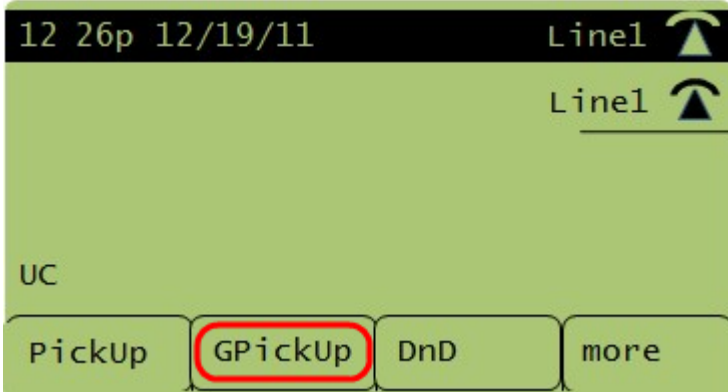 12 26p 12/19/11 Line1
Line1
UC
PickUp GPickUp DnD more